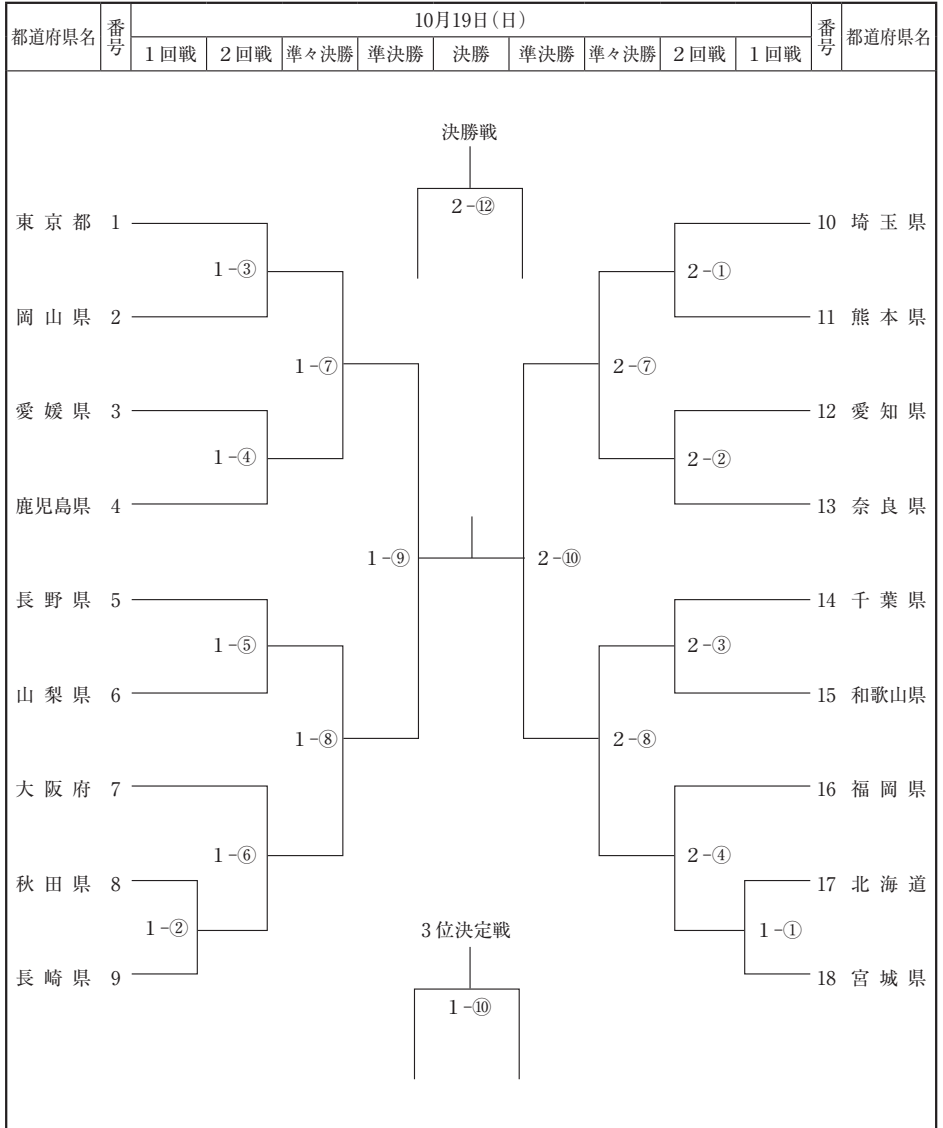 都道府県名 番号 10月19日(日) 番号 都道府県名
1回戦 2回戦 準々決勝 準決勝 決勝 準決勝 準々決勝 2回戦 1回戦
決勝戦
2-⑫
東京都 1 10 埼玉県
1-③ 2-①
岡山県 2 11 熊本県
1-⑦ 2-⑦
愛媛県 3 12 愛知県
1-④ 2-②
鹿児島県 4 13 奈良県
1-⑨ 2-⑩
長野県 5 14 千葉県
1-⑤ 2-③
山梨県 6 15 和歌山県
1-⑧ 2-⑧
大阪府 7 16 福岡県
1-⑥ 2-④
秋田県 8 17 北海道
1-② 3位決定戦 1-①
長崎県 9 18 宮城県
1-⑩